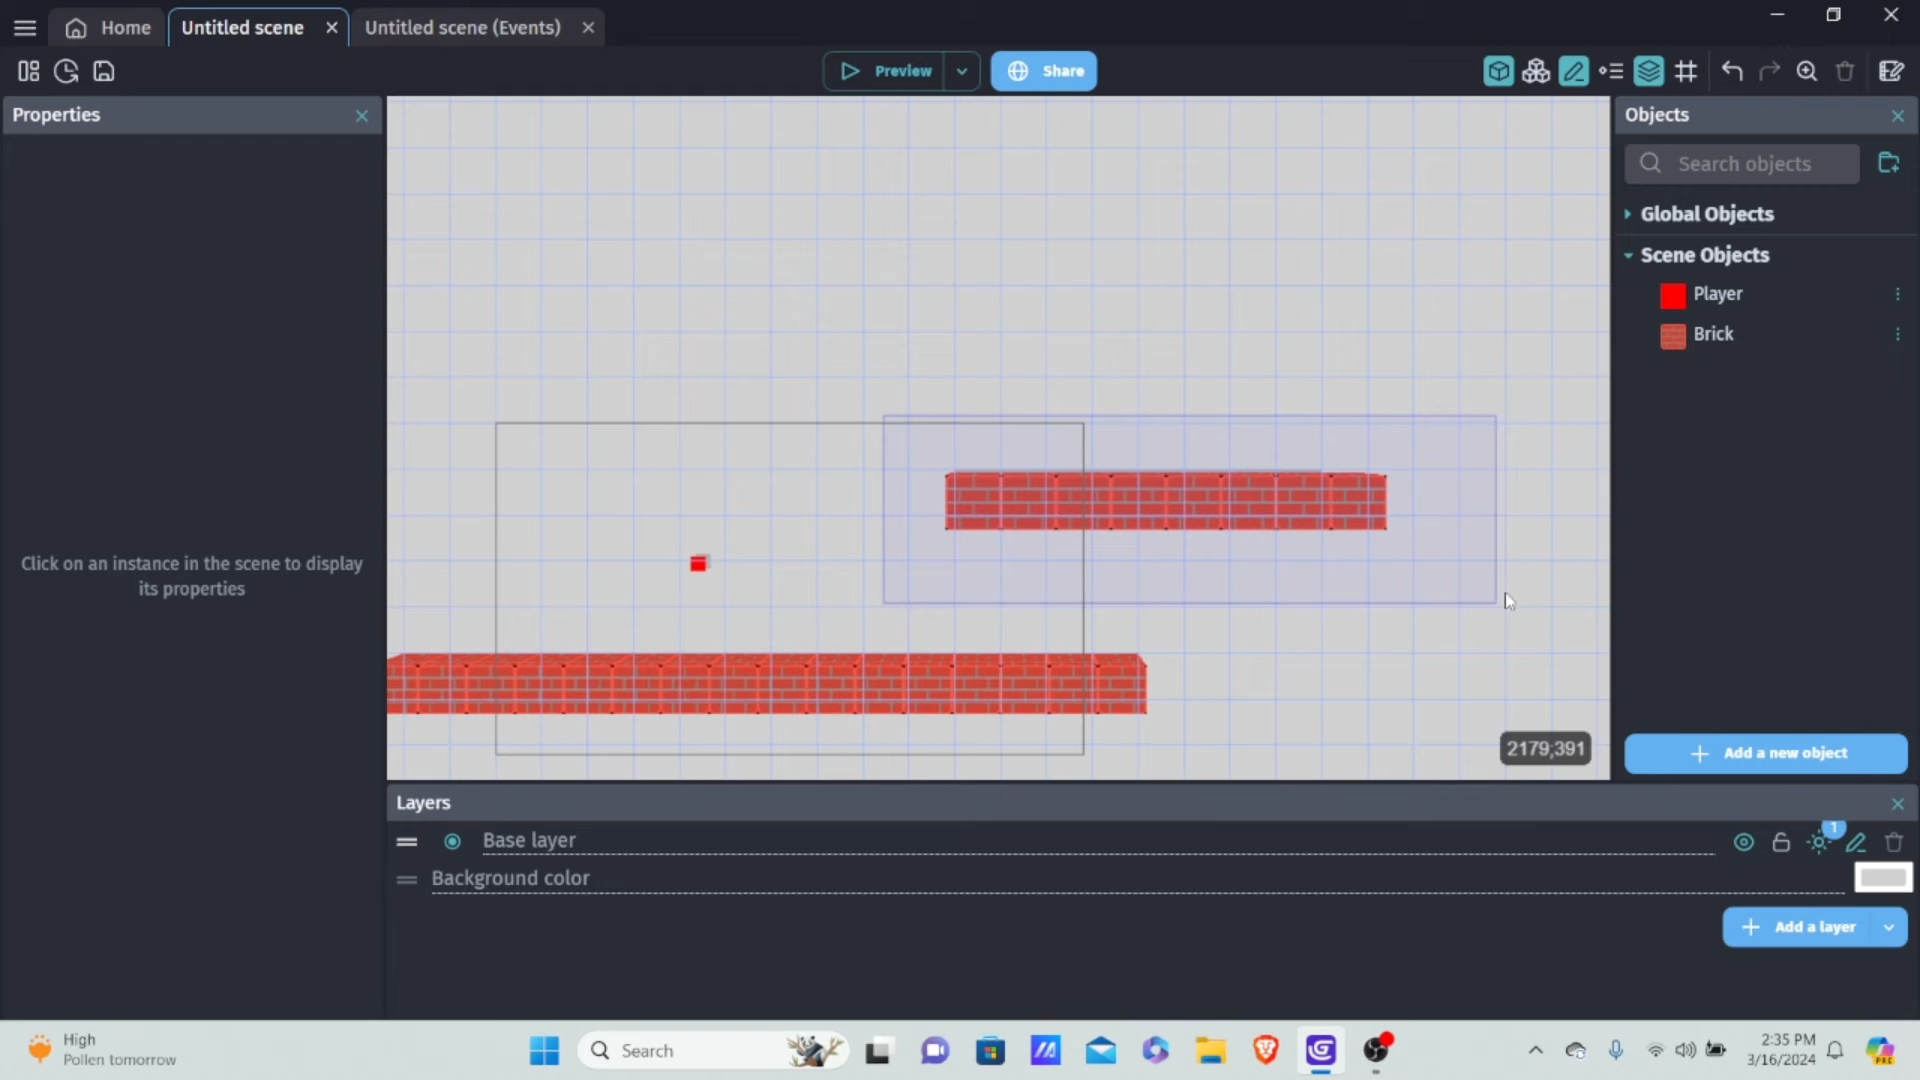 Home
Untitled scene
Untitled scene (Events)
Preview
Share
Properties
Objects
Search objects
Global Objects
Scene Objects
Player
Brick
Click on an instance in the scene to display
its properties
2179;391
Add a new object
Layers
Base layer
1
Background color
Add a layer
High
Pollen tomorrow
Search
2:35 PM
3/16/2024
PRE